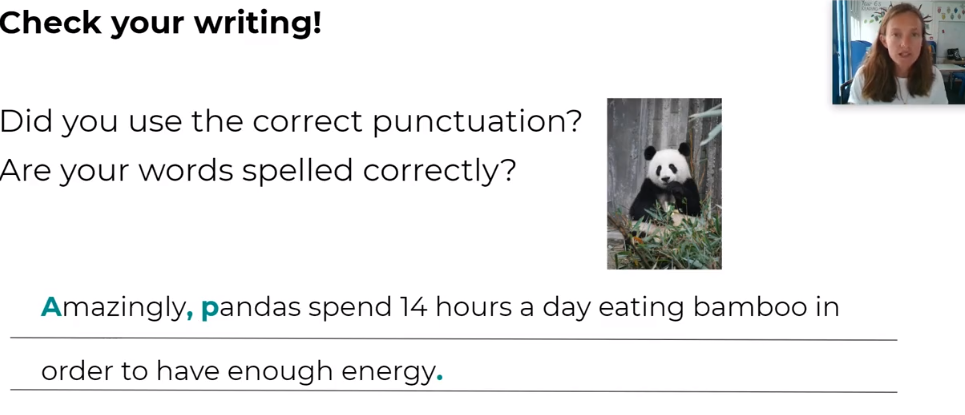 Check your writing!
Did you use the correct punctuation?
Are your words spelled correctly?
Amazingly, pandas spend 14 hours a day eating bamboo in
order to have enough energy.